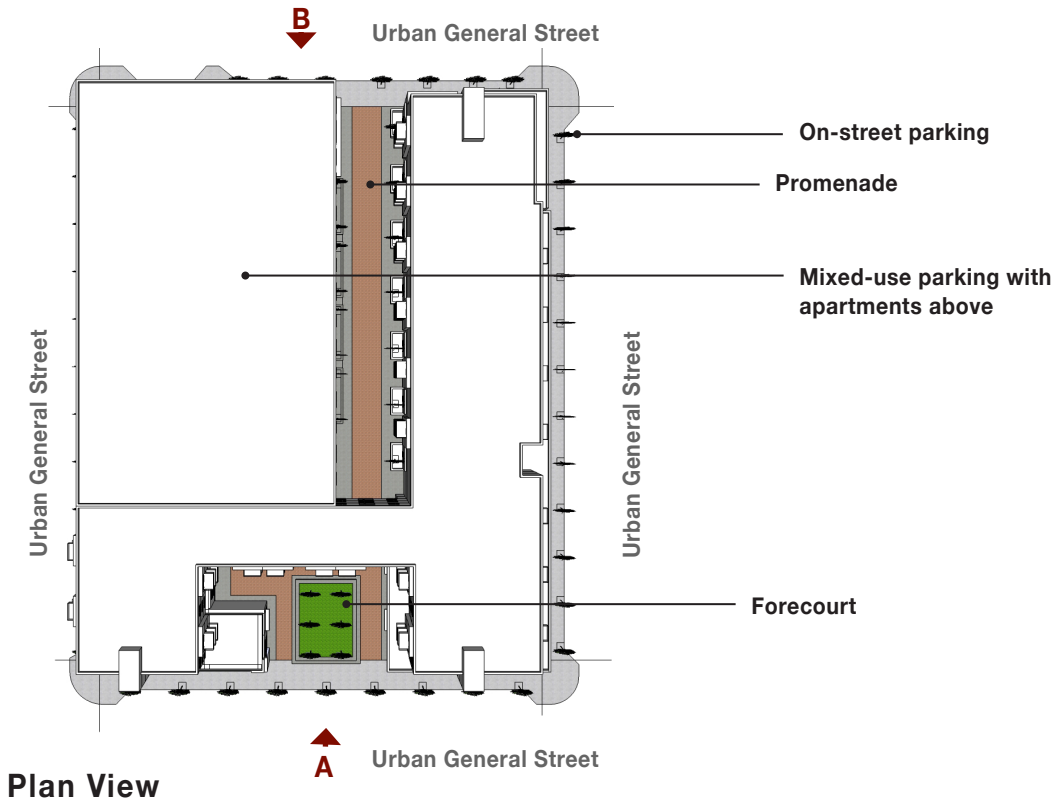 B
Urban General Street
On-street parking
Promenade
Mixed-use parking with
apartments above
Urban General Street
Urban General Street
Forecourt
A
Urban General Street
Plan View